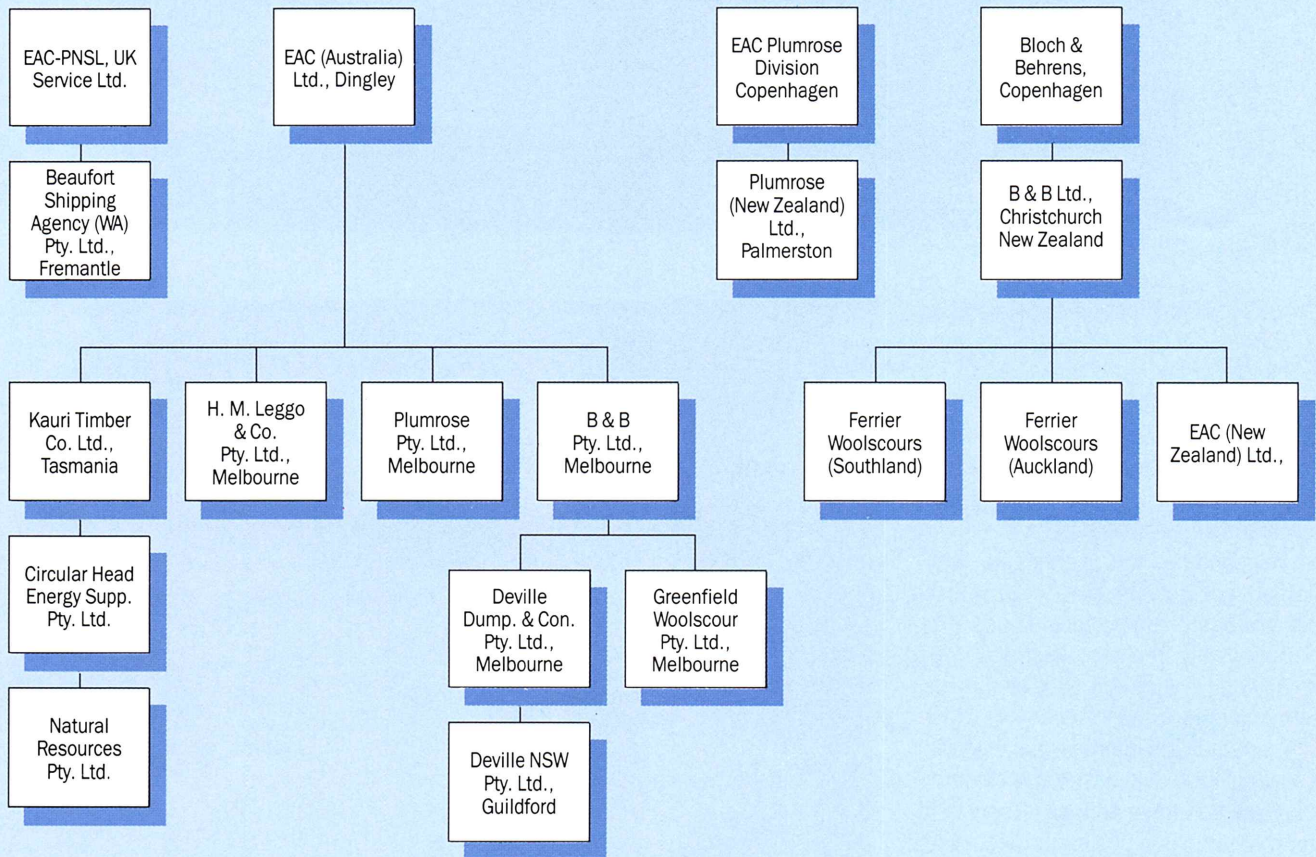 EAC-PNSL, UK
Service Ltd.
EAC (Australia)
Ltd., Dingley
EAC Plumrose
Division
Copenhagen
Bloch &
Behrens,
Copenhagen
Beaufort
Shipping
Agency (WA)
Pty. Ltd.,
Fremantle
Plumrose
(New Zealand)
Ltd.,
Palmerston
B & B Ltd.,
Christchurch
New Zealand
Kauri Timber
Co. Ltd.,
Tasmania
H. M. Leggo
& Co.
Pty. Ltd.,
Melbourne
Plumrose
Pty. Ltd.,
Melbourne
B & B
Pty. Ltd.,
Melbourne
Ferrier
Woolscours
(Southland)
Ferrier
Woolscours
(Auckland)
EAC (New
Zealand) Ltd.,
Circular Head
Energy Supp.
Pty. Ltd.
Deville
Dump. & Con.
Pty. Ltd.,
Melbourne
Greenfield
Woolscour
Pty. Ltd.,
Melbourne
Natural
Resources
Pty. Ltd.
Deville NSW
Pty. Ltd.,
Guildford